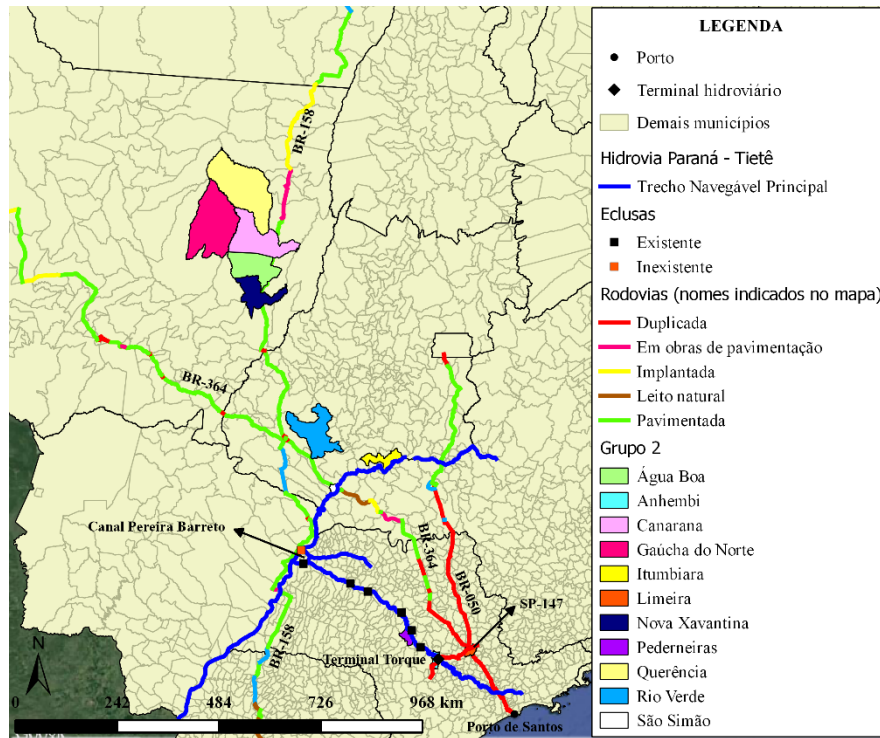 BR-158
BR-364
Canal Pereira Barreto
BR-364
BR-050
SP-147
BR-158
Terminal Torque
N
0
242
484
726
968 km
Porto de Santos
LEGENDA
Porto
Terminal hidroviário
Demais municípios
Hidrovia Paraná - Tietê
Trecho Navegável Principal
Eclusas
Existente
Inexistente
Rodovias (nomes indicados no mapa)
Duplicada
Em obras de pavimentação
Implantada
Leito natural
Pavimentada
Grupo 2
Água Boa
Anhembi
Canarana
Gaúcha do Norte
Itumbiara
Limeira
Nova Xavantina
Pederneiras
Querência
Rio Verde
São Simão